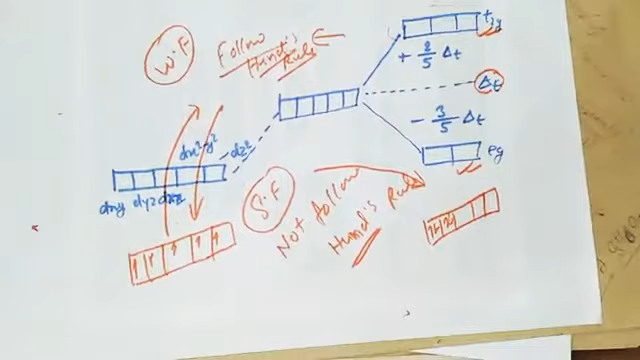 W.F
Follow
Hund's
Rule
t₂g
+ 2/5 Δt
Δt
- 3/5 Δt
eg
dx²-y²
dz²
dxy dyz dxz
S.F
Not follow
Hund's Rule